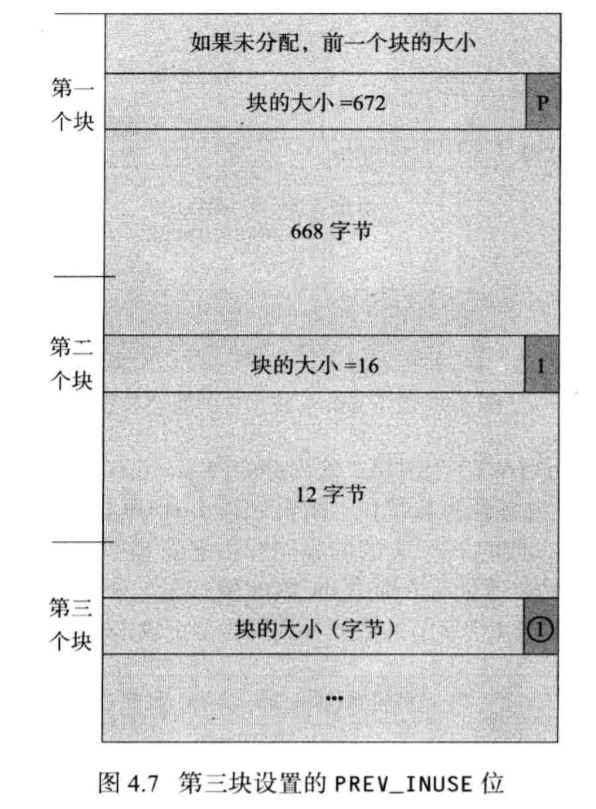 如果未分配，前一个块的大小
第一
个块
块的大小 =672
P
668 字节
第二
个块
块的大小 =16
1
12 字节
第三
个块
块的大小（字节）
1
...
图 4.7 第三块设置的 PREV_INUSE 位